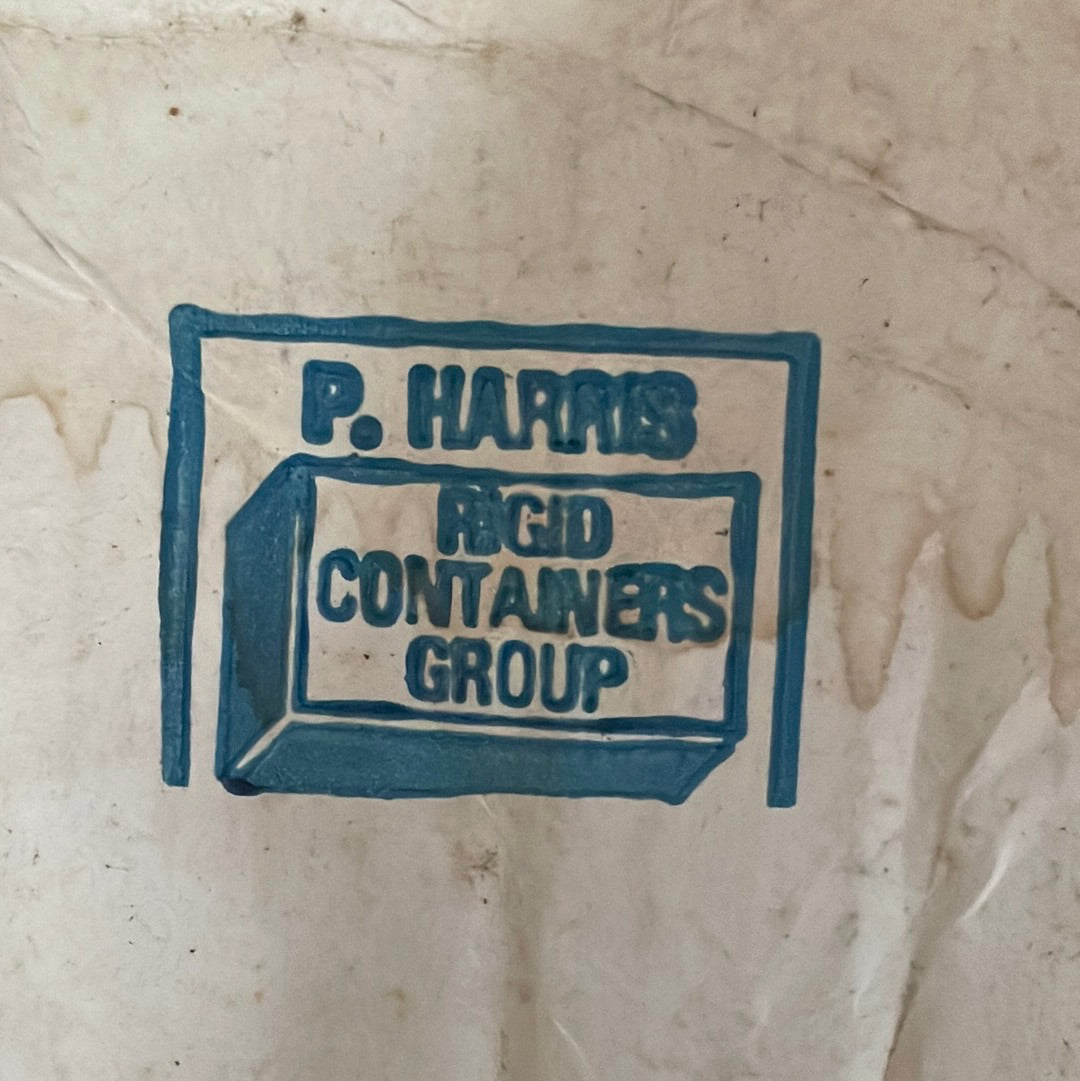 P. HARRIS
RIGID
CONTAINERS
GROUP